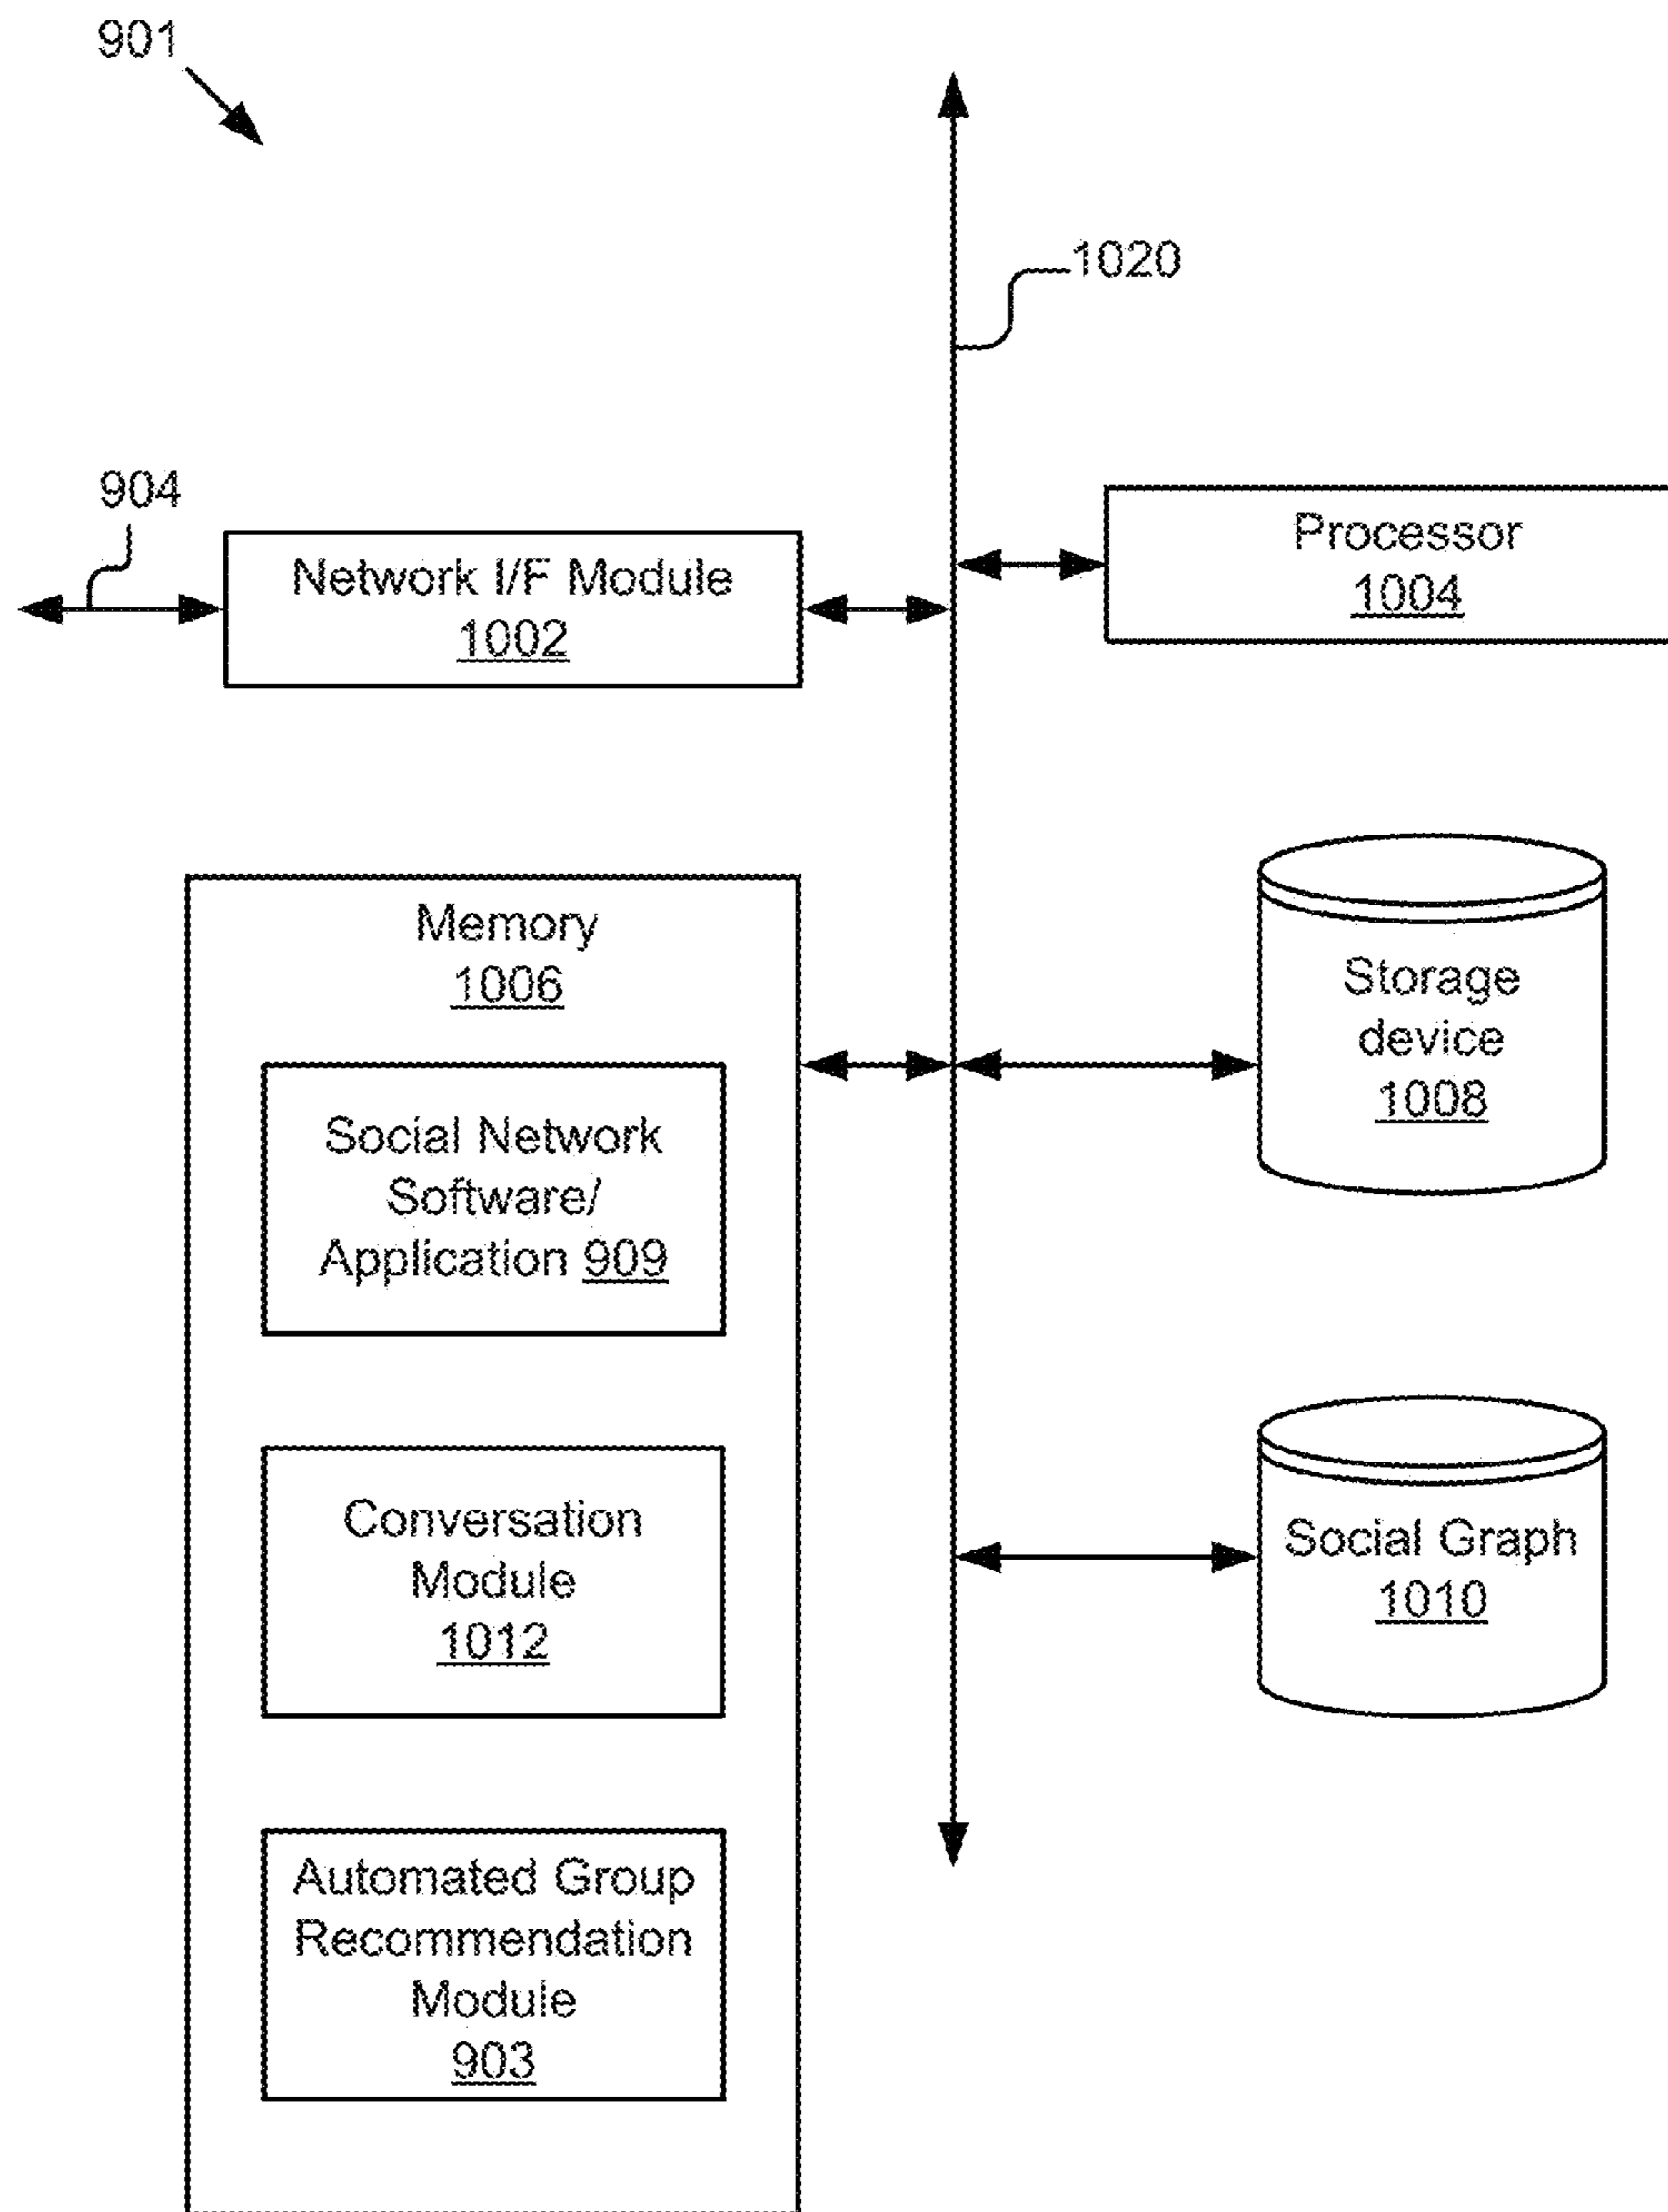 901
1020
904
Network I/F Module
1002
Processor
1004
Memory
1006
Social Network
Software/
Application 909
Conversation
Module
1012
Automated Group
Recommendation
Module
903
Storage
device
1008
Social Graph
1010